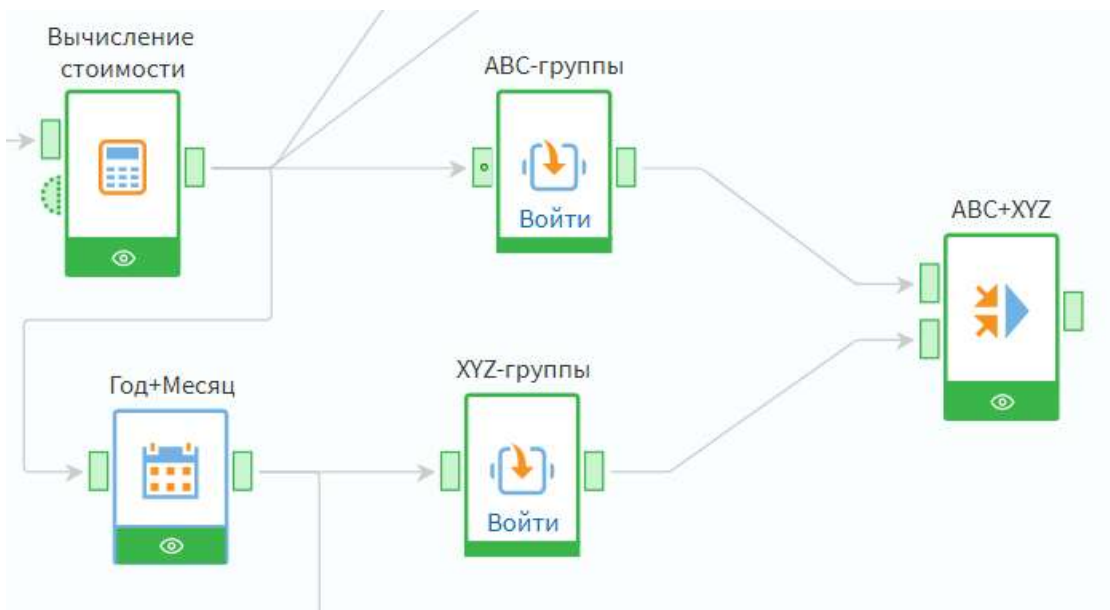 Вычисление
стоимости
ABC-группы
Войти
ABC+XYZ
Год+Месяц
XYZ-группы
Войти